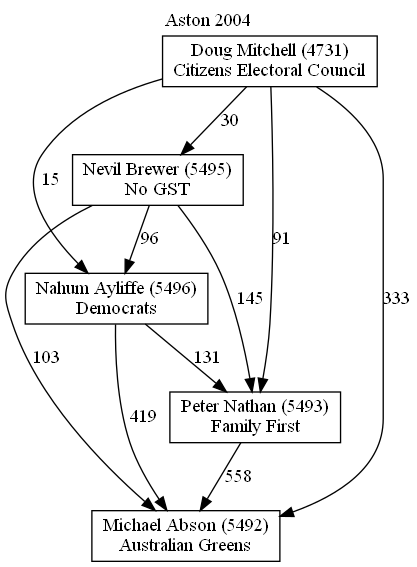 Aston 2004
Doug Mitchell (4731)
Citizens Electoral Council
30
Nevil Brewer (5495)
No GST
15
96
91
Nahum Ayliffe (5496)
Democrats
145
333
103
131
Peter Nathan (5493)
Family First
419
558
Michael Abson (5492)
Australian Greens